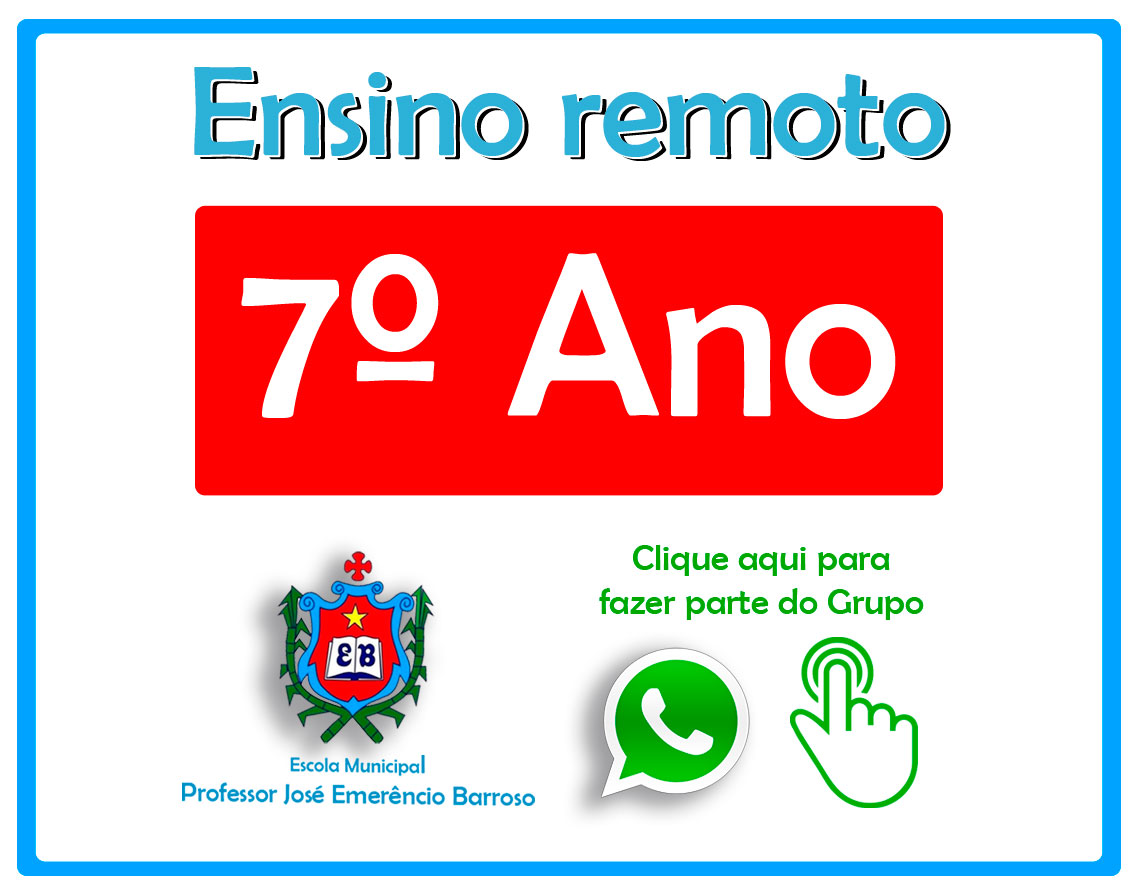 Ensino remoto
7º Ano
Clique aqui para
fazer parte do Grupo
EB
Escola Municipal
Professor José Emerêncio Barroso